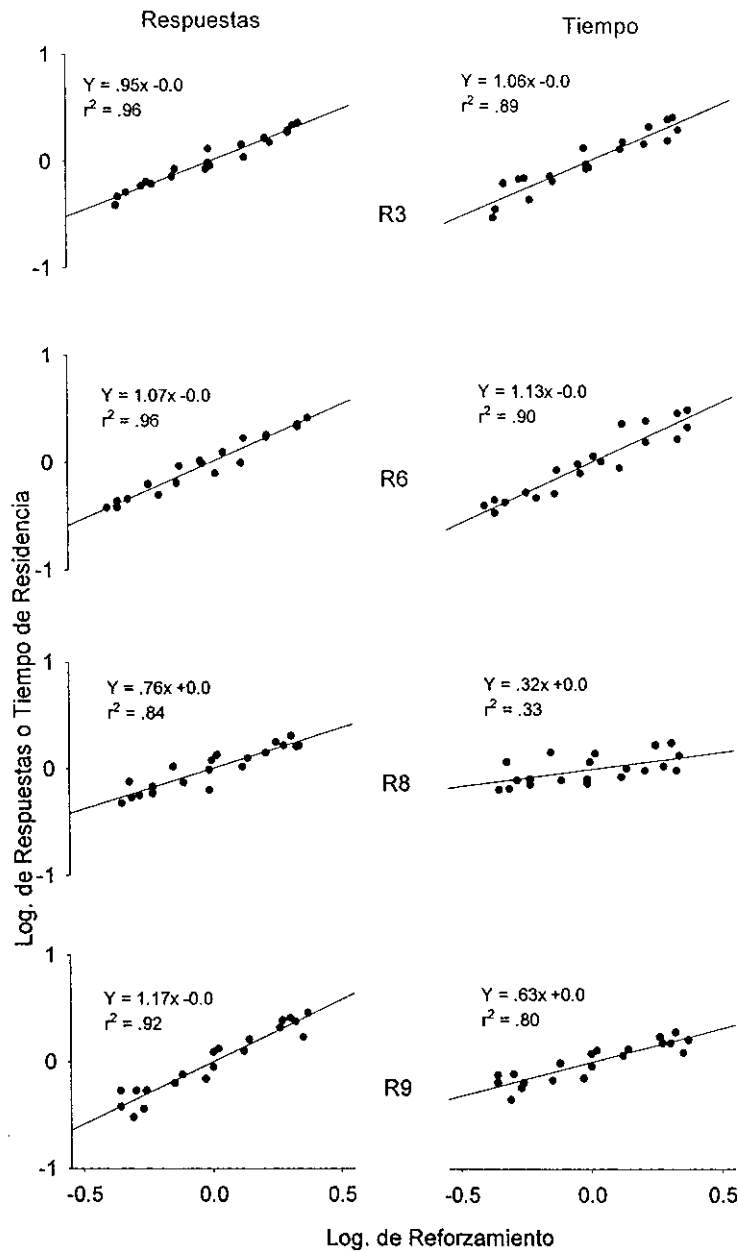 Respuestas
Tiempo
1
Y = .95x -0.0
r² = .96
Y = 1.06x -0.0
r² = .89
0
R3
-1
1
Y = 1.07x -0.0
r² = .96
Y = 1.13x -0.0
r² = .90
0
R6
-1
Log. de Respuestas o Tiempo de Residencia
1
Y = .76x +0.0
r² = .84
Y = .32x +0.0
r² = .33
0
R8
-1
1
Y = 1.17x -0.0
r² = .92
Y = .63x +0.0
r² = .80
0
R9
-1
-0.5 0.0 0.5
-0.5 0.0 0.5
Log. de Reforzamiento